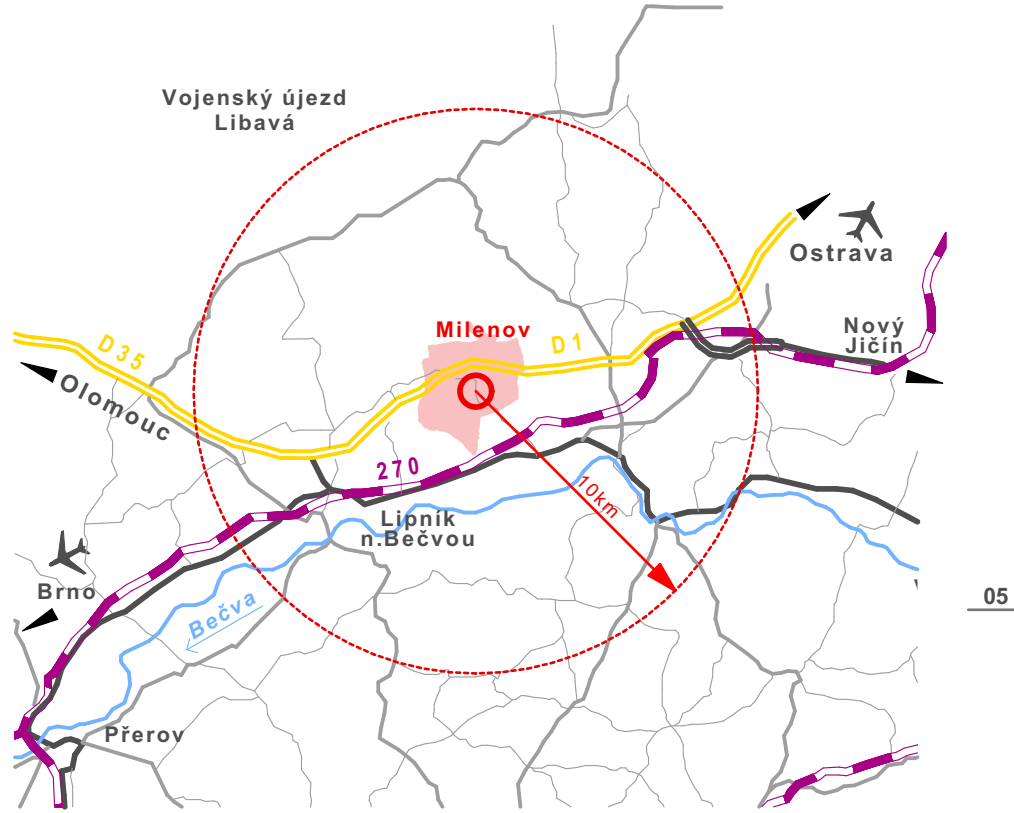 Vojenský újezd
Libavá
Ostrava
Milenov
D1
Nový
Jičín
D35
Olomouc
270
10km
Lipník
n.Bečvou
Brno
05
Bečva
Přerov